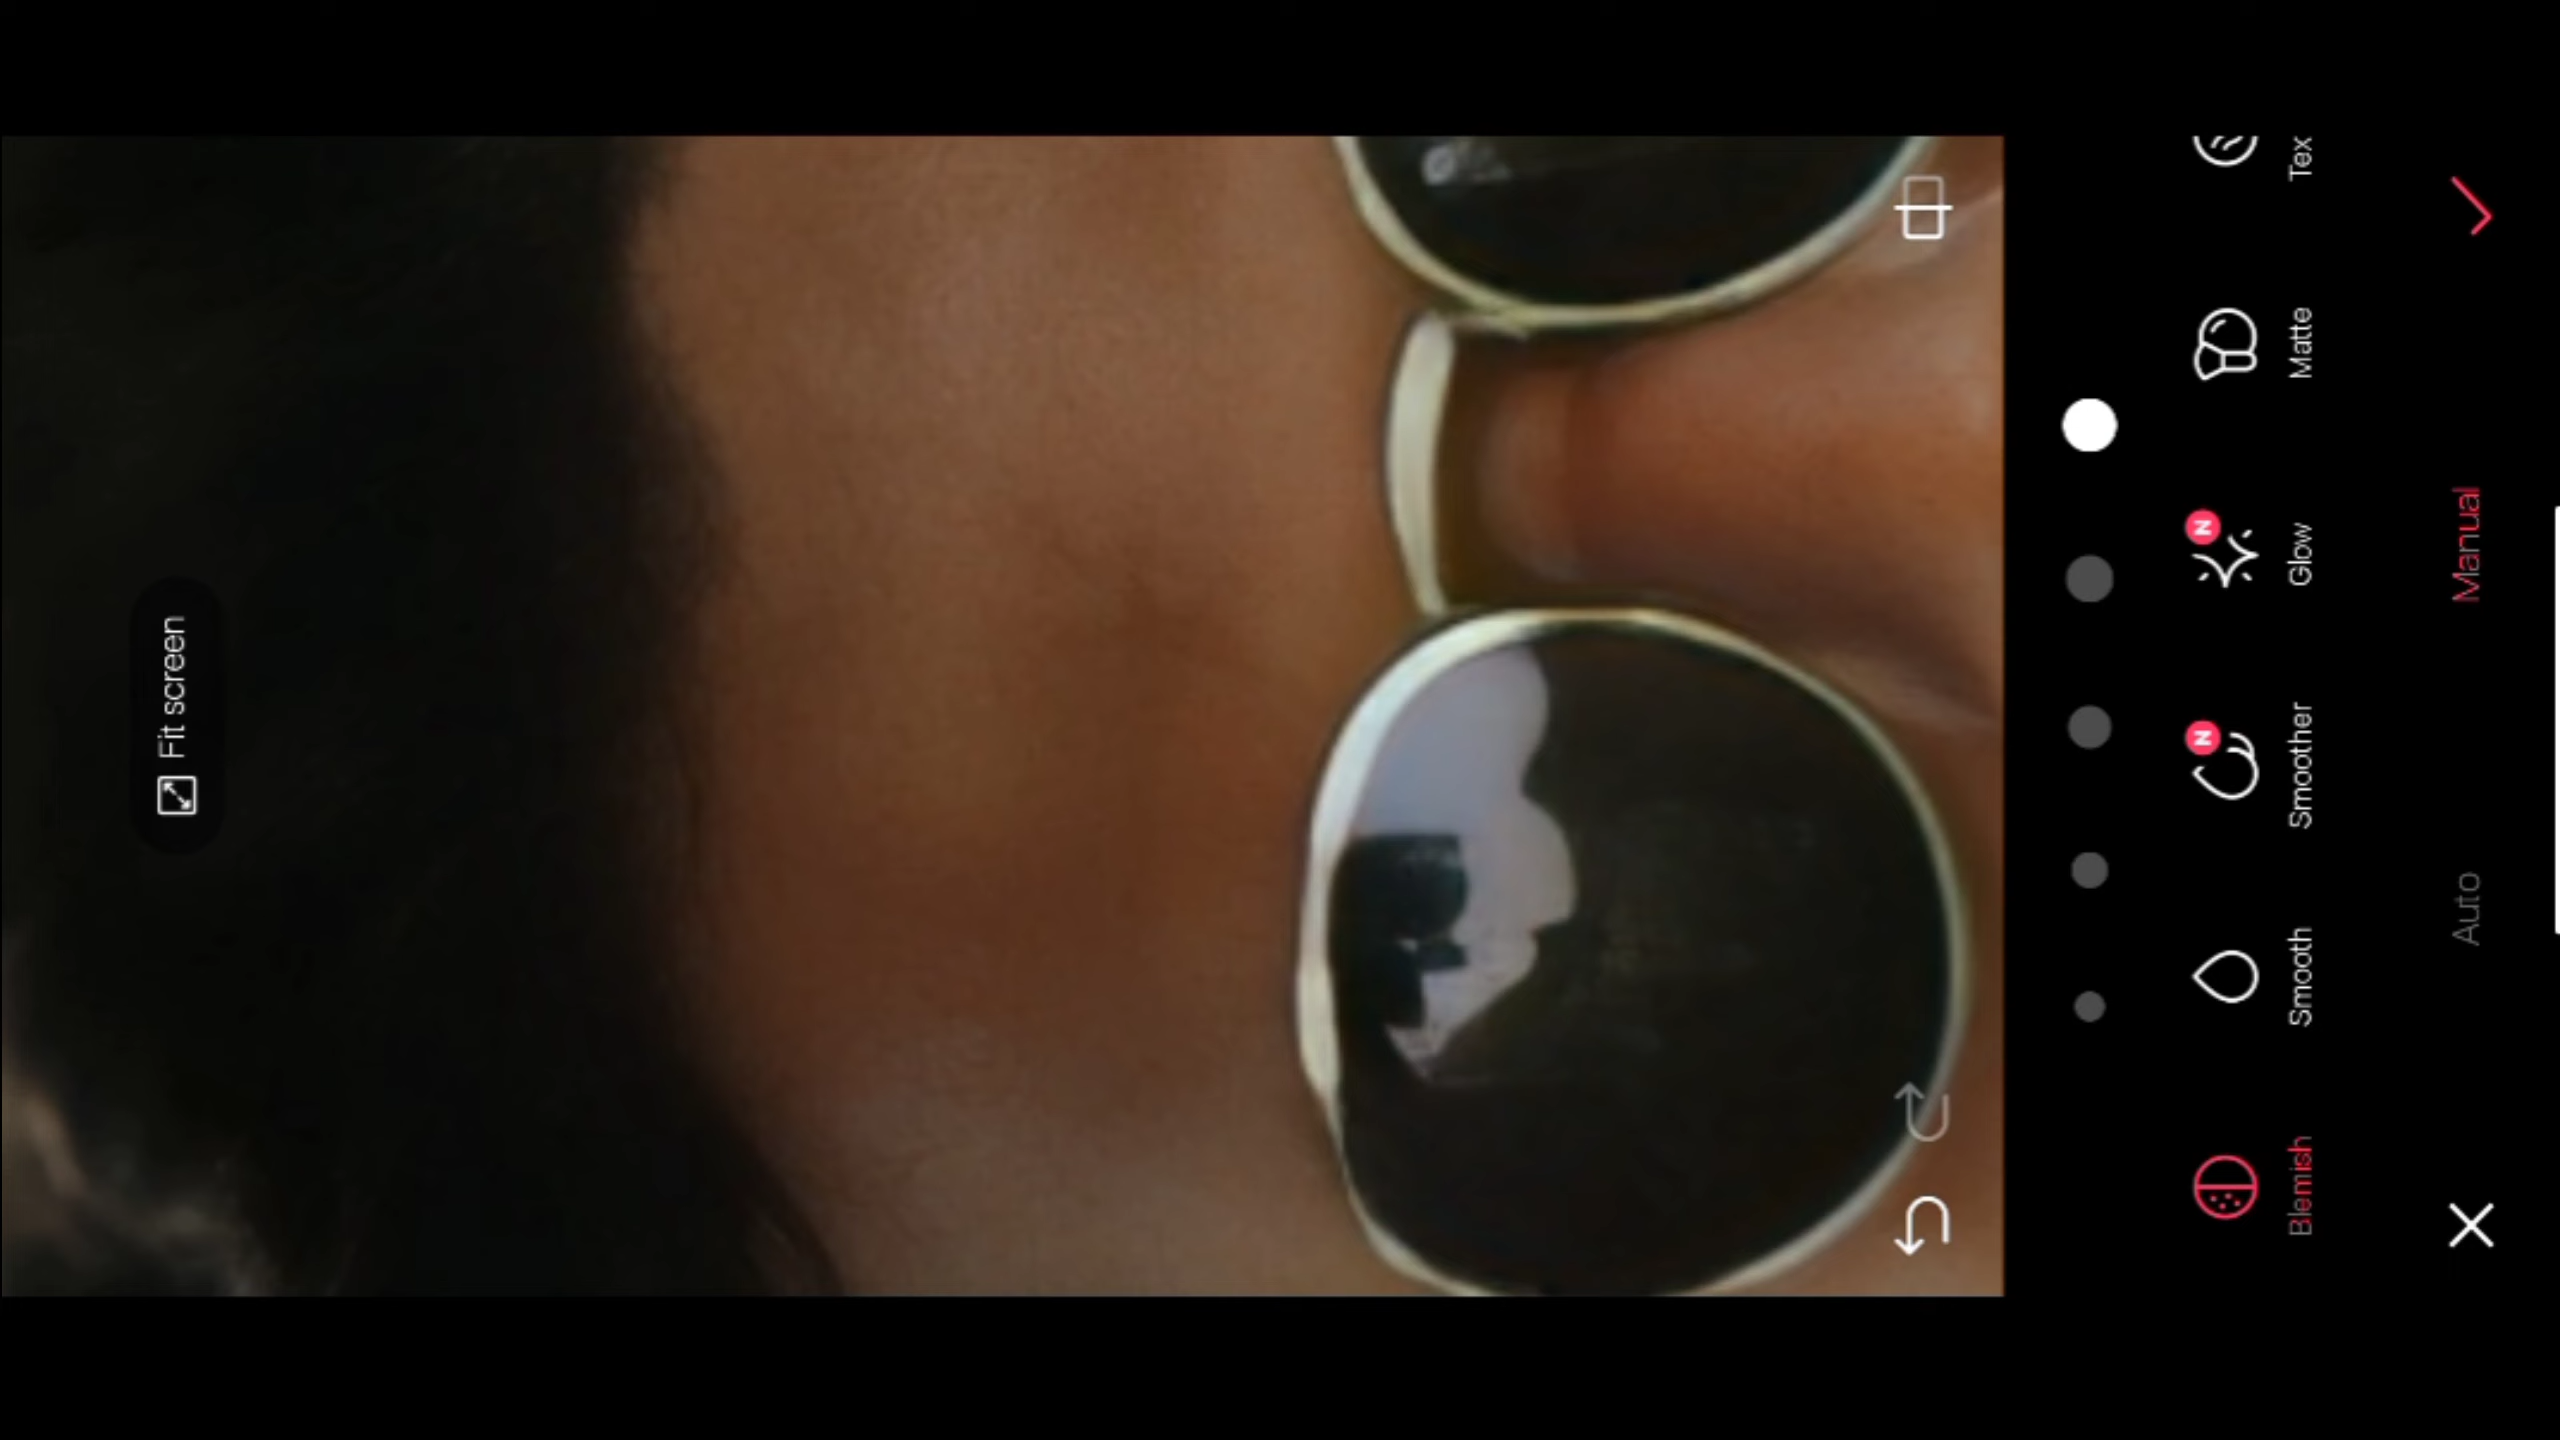 Fit screen
Blemish
Smooth
Smoother
N
Glow
N
Matte
Tex
Auto
Manual